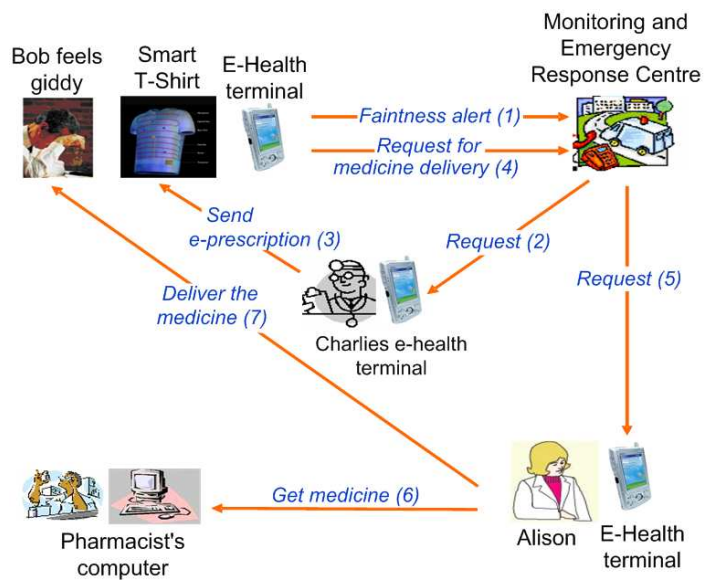 Bob feels
giddy
Smart
T-Shirt
E-Health
terminal
Monitoring and
Emergency
Response Centre
Faintness alert (1)
Request for
medicine delivery (4)
Send
e-prescription (3)
Request (2)
Request (5)
Deliver the
medicine (7)
Charlies e-health
terminal
Get medicine (6)
Pharmacist's
computer
Alison
E-Health
terminal